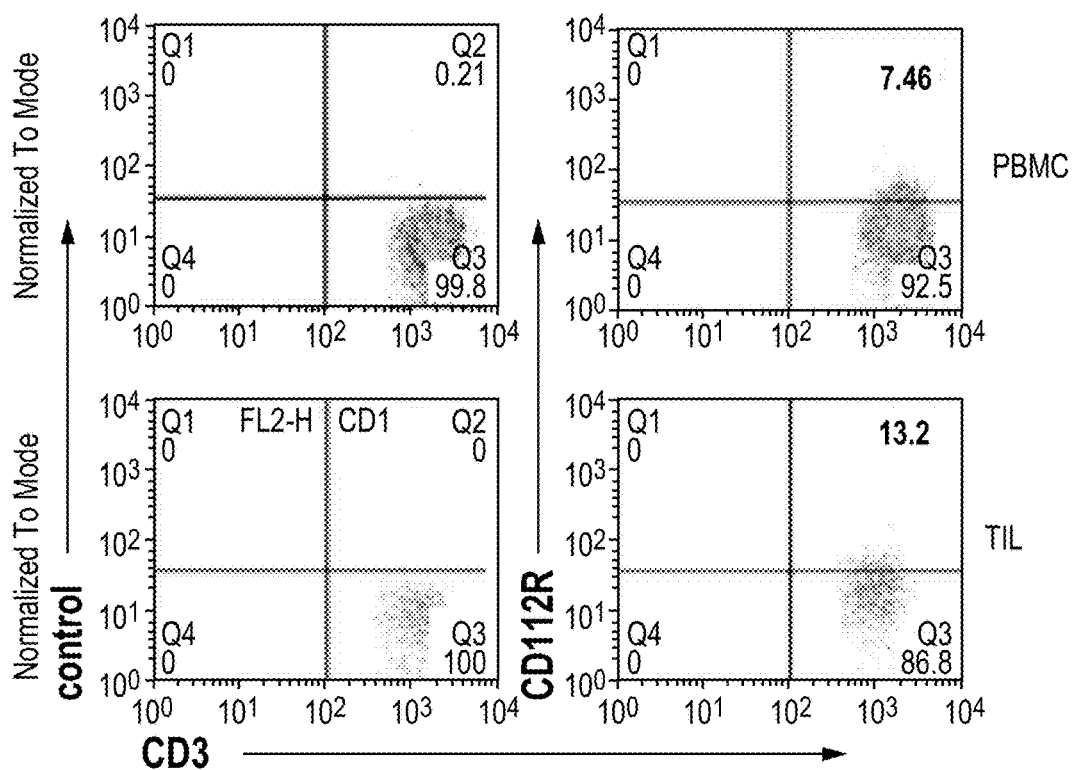 Normalized To Mode
control
10⁴
10³
10²
10¹
10⁰
Q1
0
Q2
0.21
Q4
0
Q3
99.8
10⁰ 10¹ 10² 10³ 10⁴
CD112R
10⁴
10³
10²
10¹
10⁰
Q1
0
7.46
Q4
0
Q3
92.5
10⁰ 10¹ 10² 10³ 10⁴
PBMC
Normalized To Mode
10⁴
10³
10²
10¹
10⁰
Q1
0
FL2-H CD1
Q2
0
Q4
0
Q3
100
10⁰ 10¹ 10² 10³ 10⁴
10⁴
10³
10²
10¹
10⁰
Q1
0
13.2
Q4
0
Q3
86.8
10⁰ 10¹ 10² 10³ 10⁴
TIL
CD3